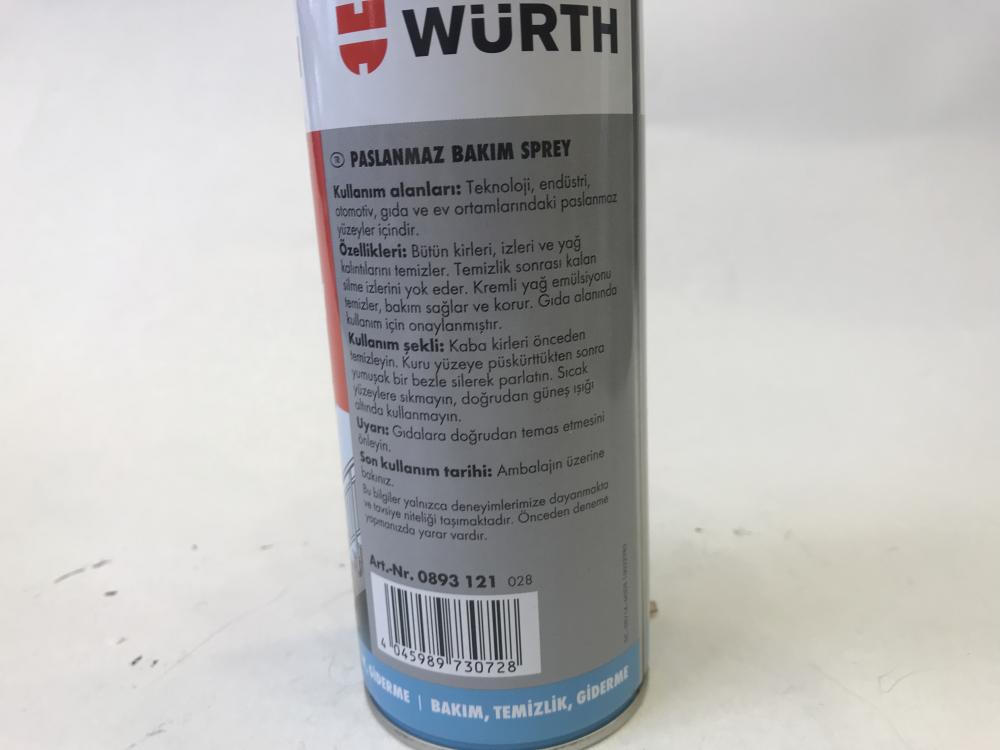 WÜRTH
TR PASLANMAZ BAKIM SPREY
Kullanım alanları: Teknoloji, endüstri,
otomotiv, gıda ve ev ortamlarındaki paslanmaz
yüzeyler içindir.
Özellikleri: Bütün kirleri, izleri ve yağ
kalıntılarını temizler. Temizlik sonrası kalan
silme izlerini yok eder. Kremli yağ emülsiyonu
temizler, bakım sağlar ve korur. Gıda alanında
kullanım için onaylanmıştır.
Kullanım şekli: Kaba kirleri önceden
temizleyin. Kuru yüzeye püskürttükten sonra
yumuşak bir bezle silerek parlatın. Sıcak
yüzeylere sıkmayın, doğrudan güneş ışığı
altında kullanmayın.
Uyarı: Gıdalara doğrudan temas etmesini
önleyin.
Son kullanım tarihi: Ambalajın üzerine
bakınız.
Bu bilgiler yalnızca deneyimlerimize dayanmakta
ve tavsiye niteliği taşımaktadır. Önceden deneme
yapmanızda yarar vardır.
Art.-Nr. 0893 121 028
4 045989 730728
GİDERME | BAKIM, TEMİZLİK, GİDERME